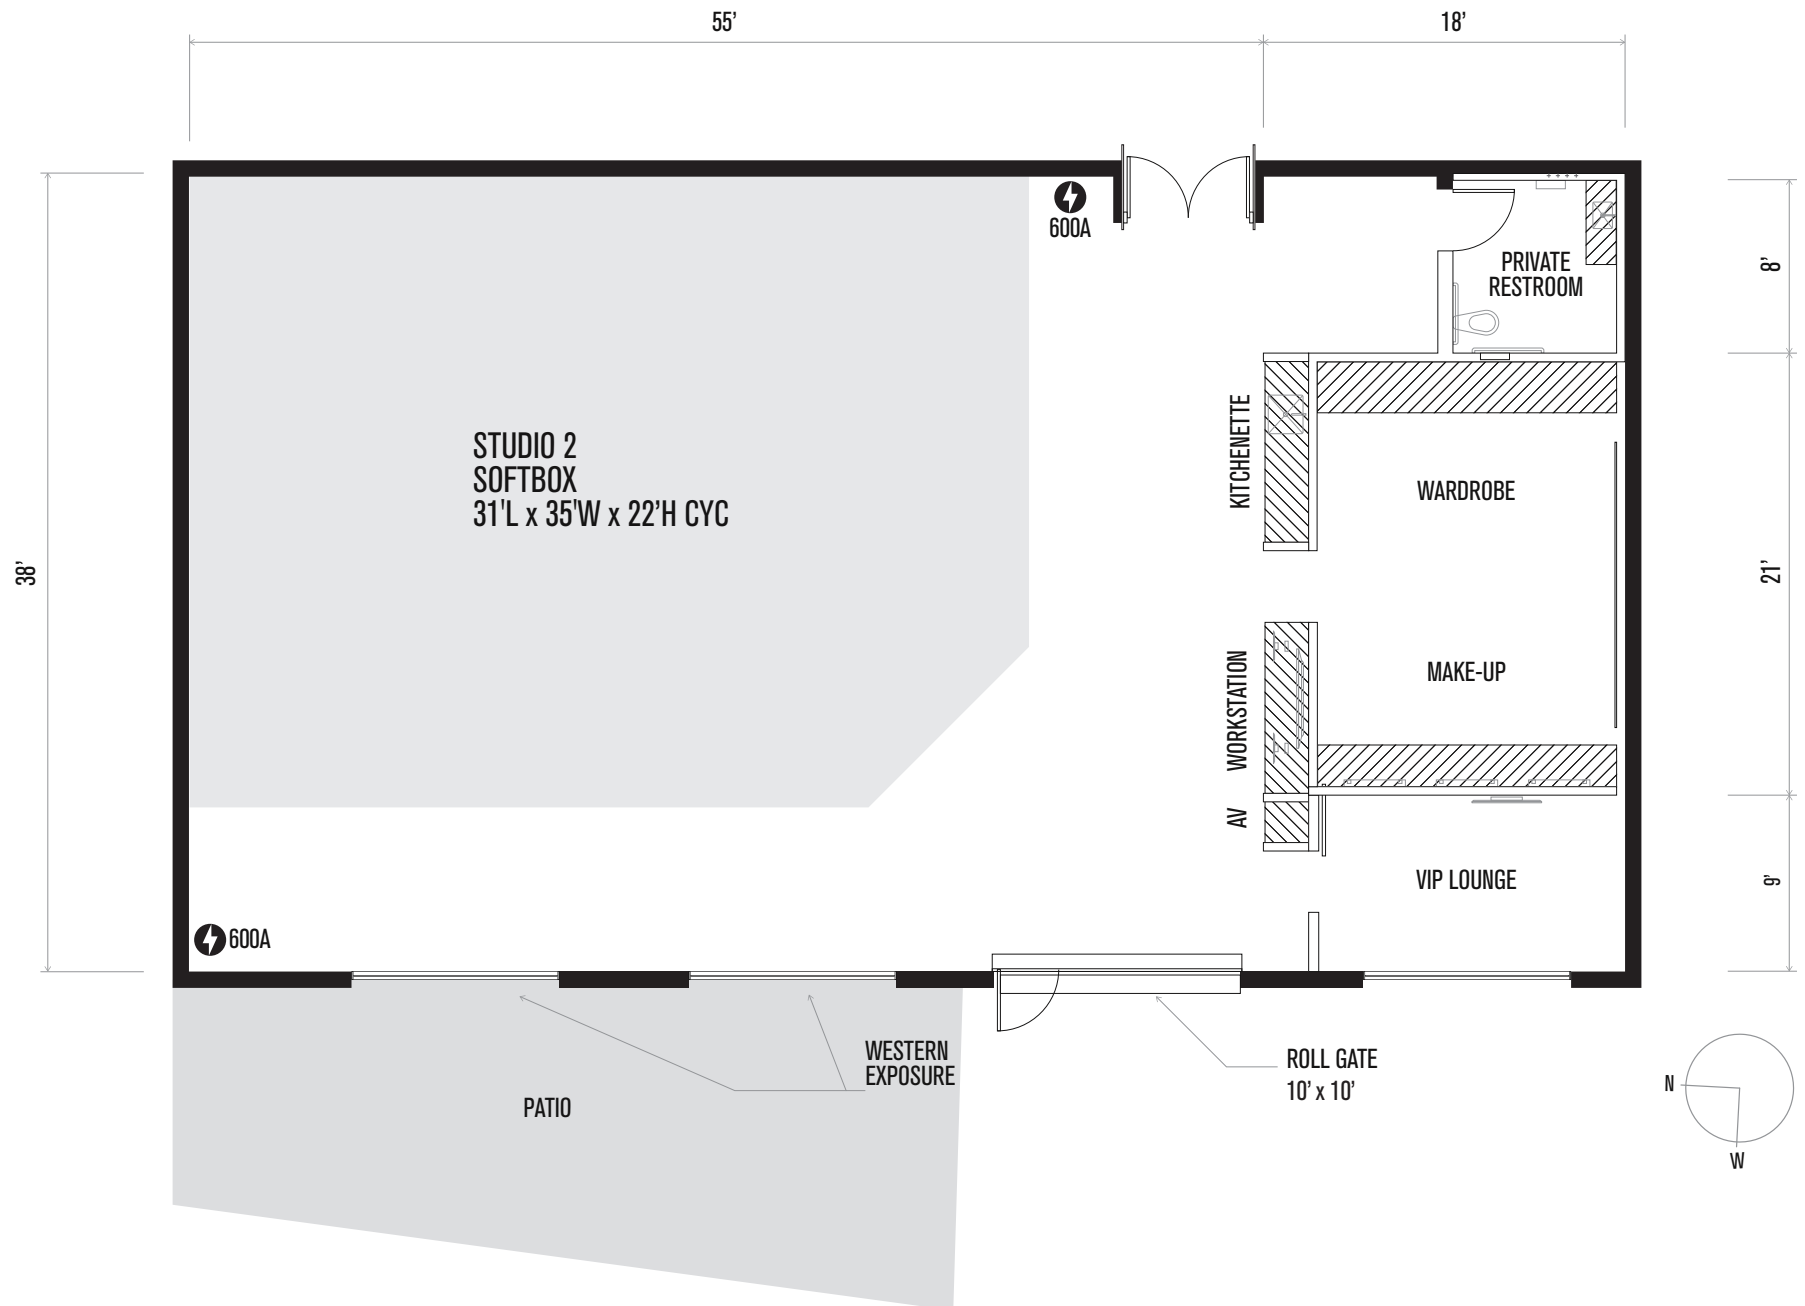 55’
18’
600A
PRIVATE
RESTROOM
8’
STUDIO 2
SOFTBOX
31'L x 35'W x 22’H CYC
KITCHENETTE
WARDROBE
38’
21’
MAKE-UP
WORKSTATION
AV
VIP LOUNGE
9’
600A
WESTERN
EXPOSURE
ROLL GATE
10’ x 10’
PATIO
N
W